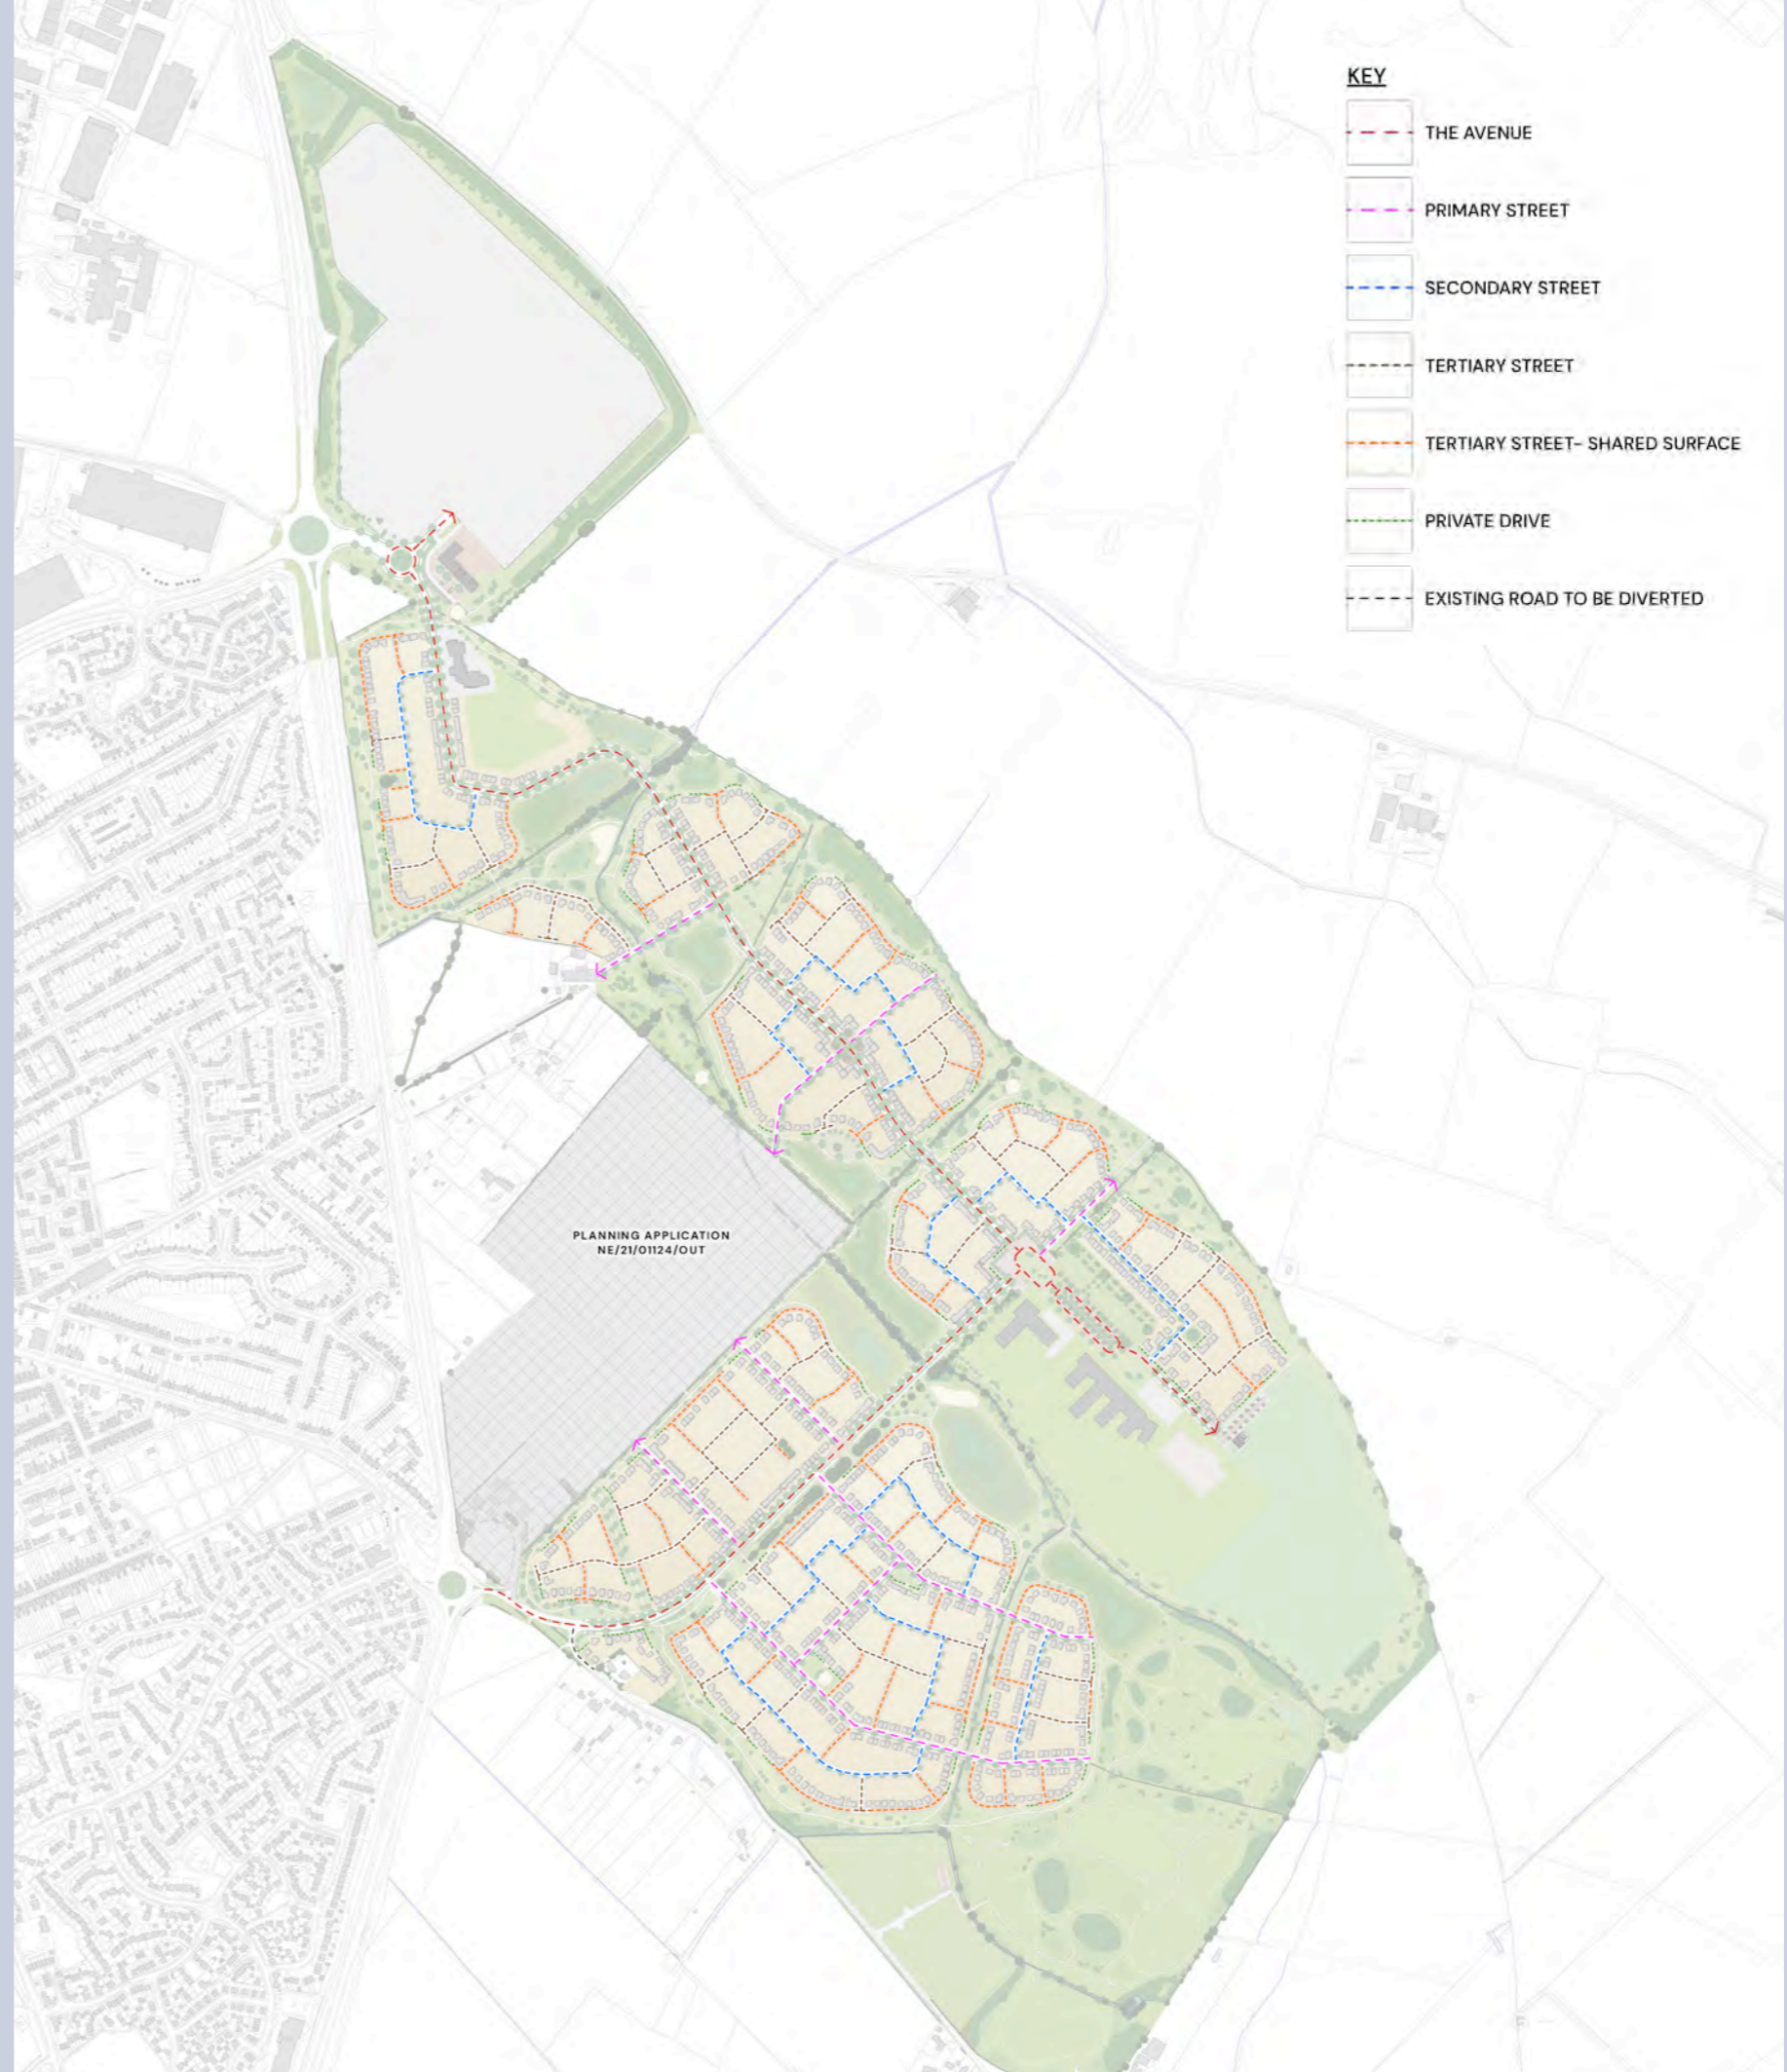 KEY
THE AVENUE
PRIMARY STREET
SECONDARY STREET
TERTIARY STREET
TERTIARY STREET- SHARED SURFACE
PRIVATE DRIVE
EXISTING ROAD TO BE DIVERTED
PLANNING APPLICATION
NE/21/01124/OUT